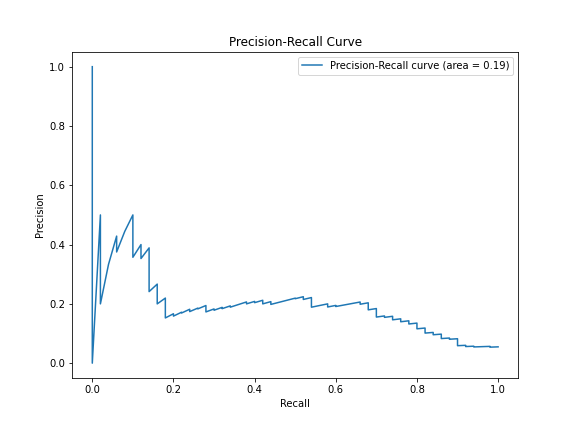 Precision-Recall Curve
Precision-Recall curve (area = 0.19)
1.0
0.8
0.6
0.4
0.2
0.0
Precision
0.0 0.2 0.4 0.6 0.8 1.0
Recall